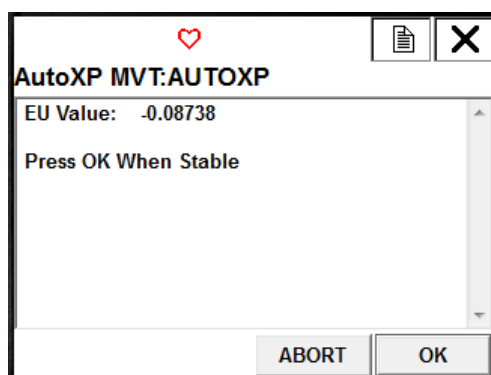 AutoXP MVT:AUTOXP
EU Value: -0.08738
Press OK When Stable
ABORT OK